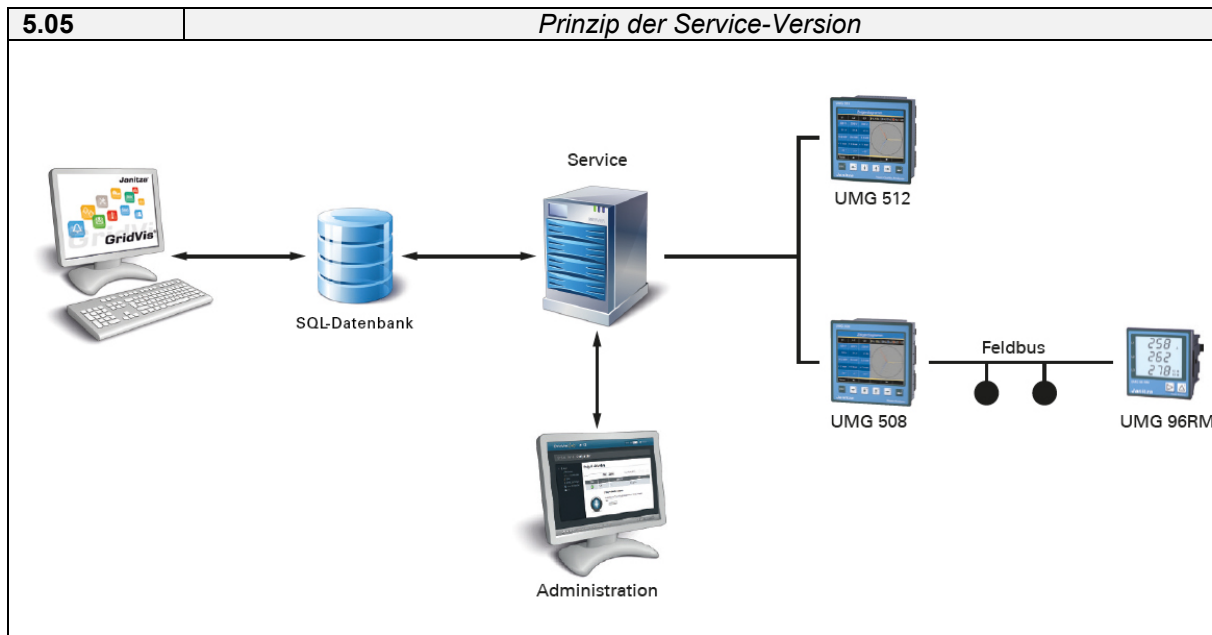 5.05
Prinzip der Service-Version
Janitza®
GridVis®
SQL-Datenbank
Service
Administration
UMG 512
UMG 508
Feldbus
258
262
278
UMG 96RM